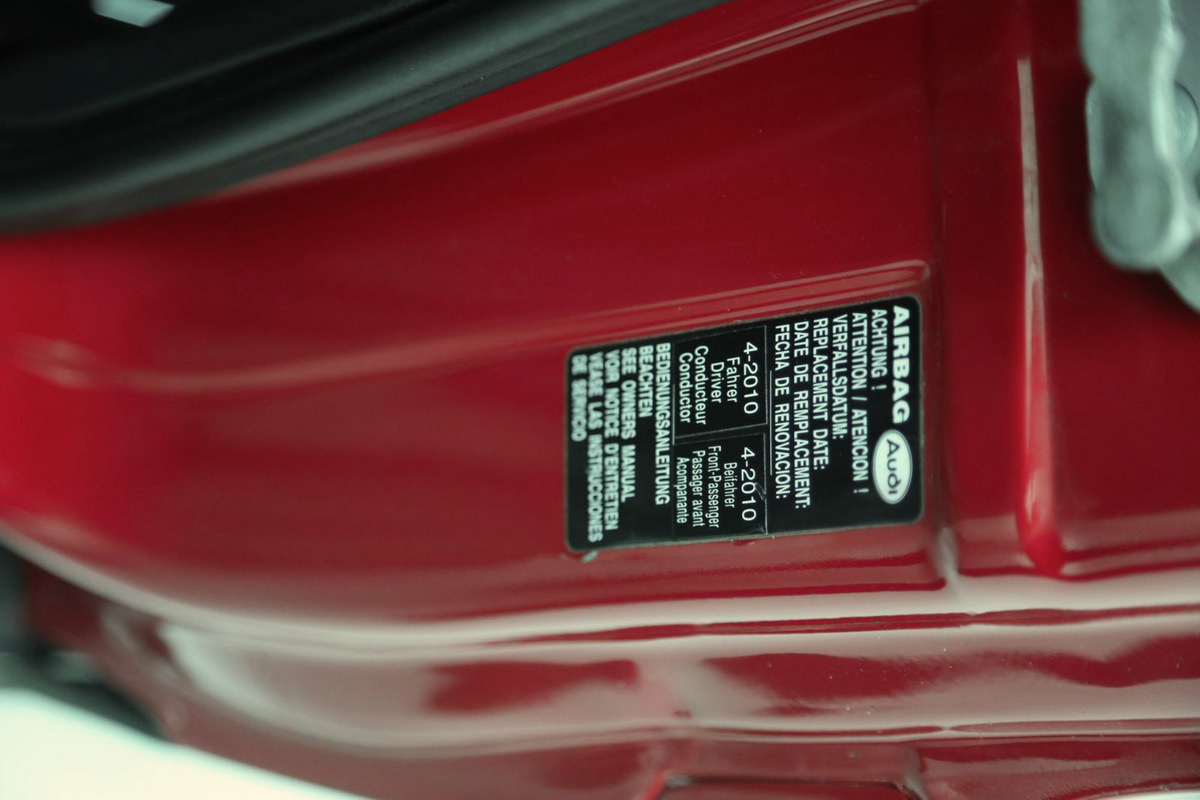 AIRBAG Audi
ACHTUNG !
ATTENTION / ATENCION !
VERFALLSDATUM:
REPLACEMENT DATE:
DATE DE REMPLACEMENT:
FECHA DE RENOVACION:
4-2010
Fahrer
Driver
Conducteur
Conductor
4-2010
Beifahrer
Front-Passenger
Passager avant
Acompanante
BEDIENUNGSANLEITUNG
BEACHTEN
SEE OWNERS MANUAL
VOIR NOTICE D'ENTRETIEN
VEASE LAS INSTRUCCIONES
DE SERVICIO